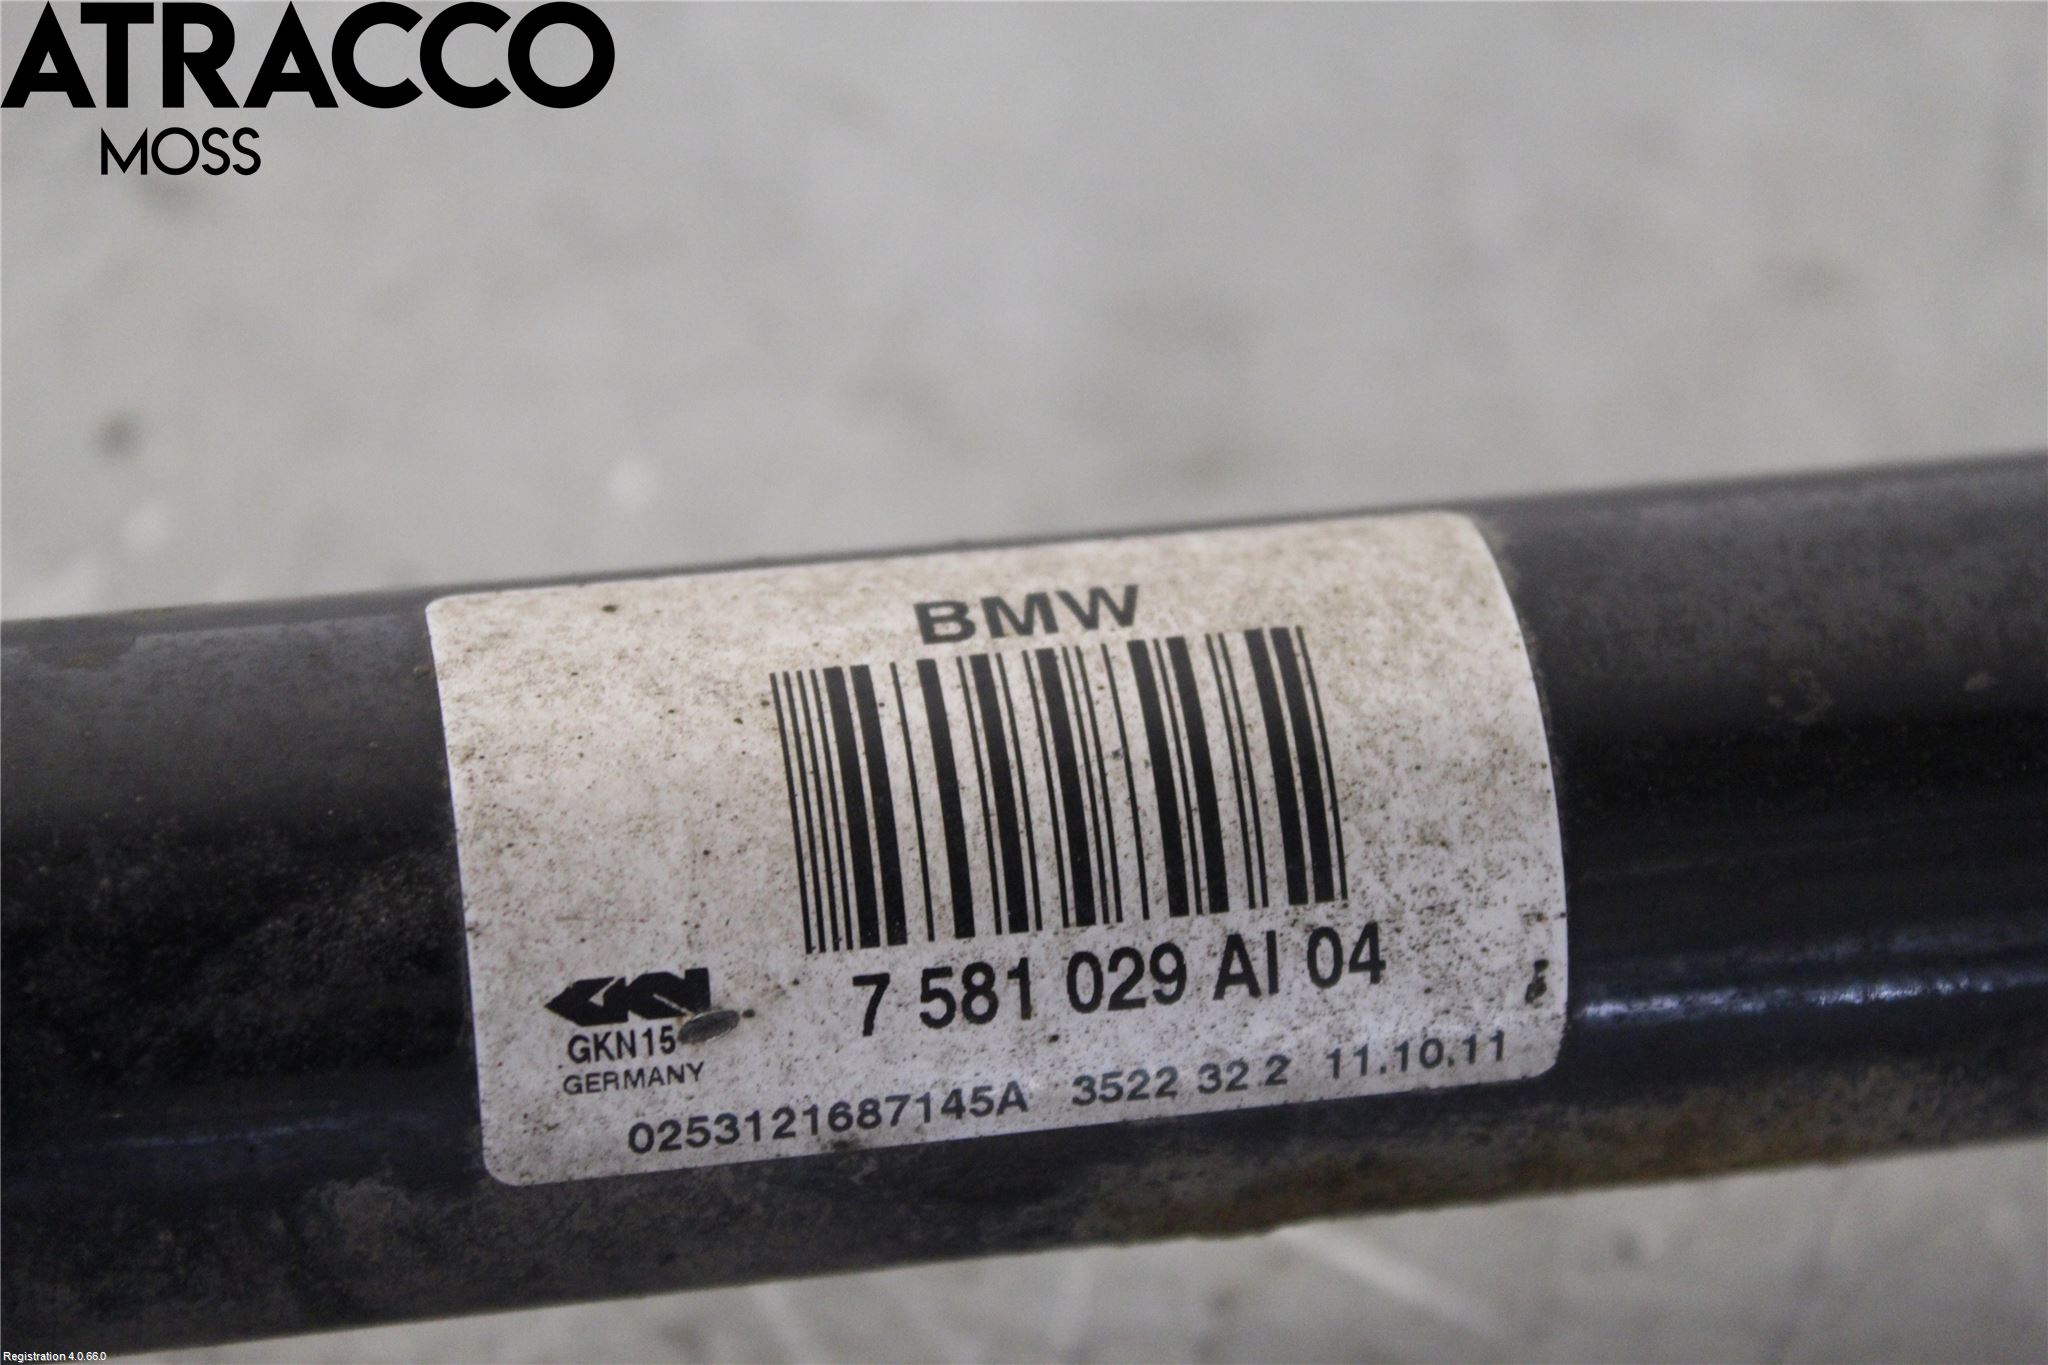 ATRACCO
MOSS
BMW
7 581 029 AI 04
GKN
GKN15
GERMANY
0253121687145A 3522 32.2 11.10.11
Registration 4.0.66.0